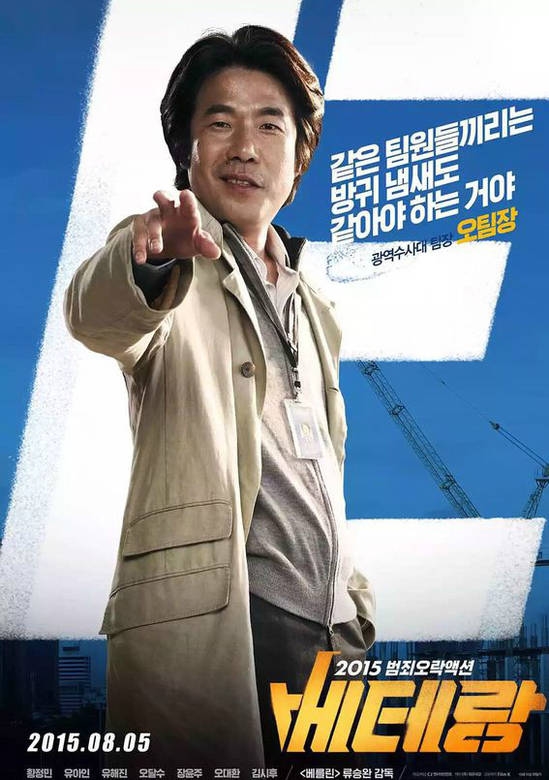 같은 팀원들끼리는
방귀 냄새도
같아야 하는 거야
광역수사대 팀장 오팀장
2015 범죄오락액션
베테랑
2015.08.05
황정민 유아인 유해진 오달수 장윤주 오대환 김시후 <베를린> 류승완 감독